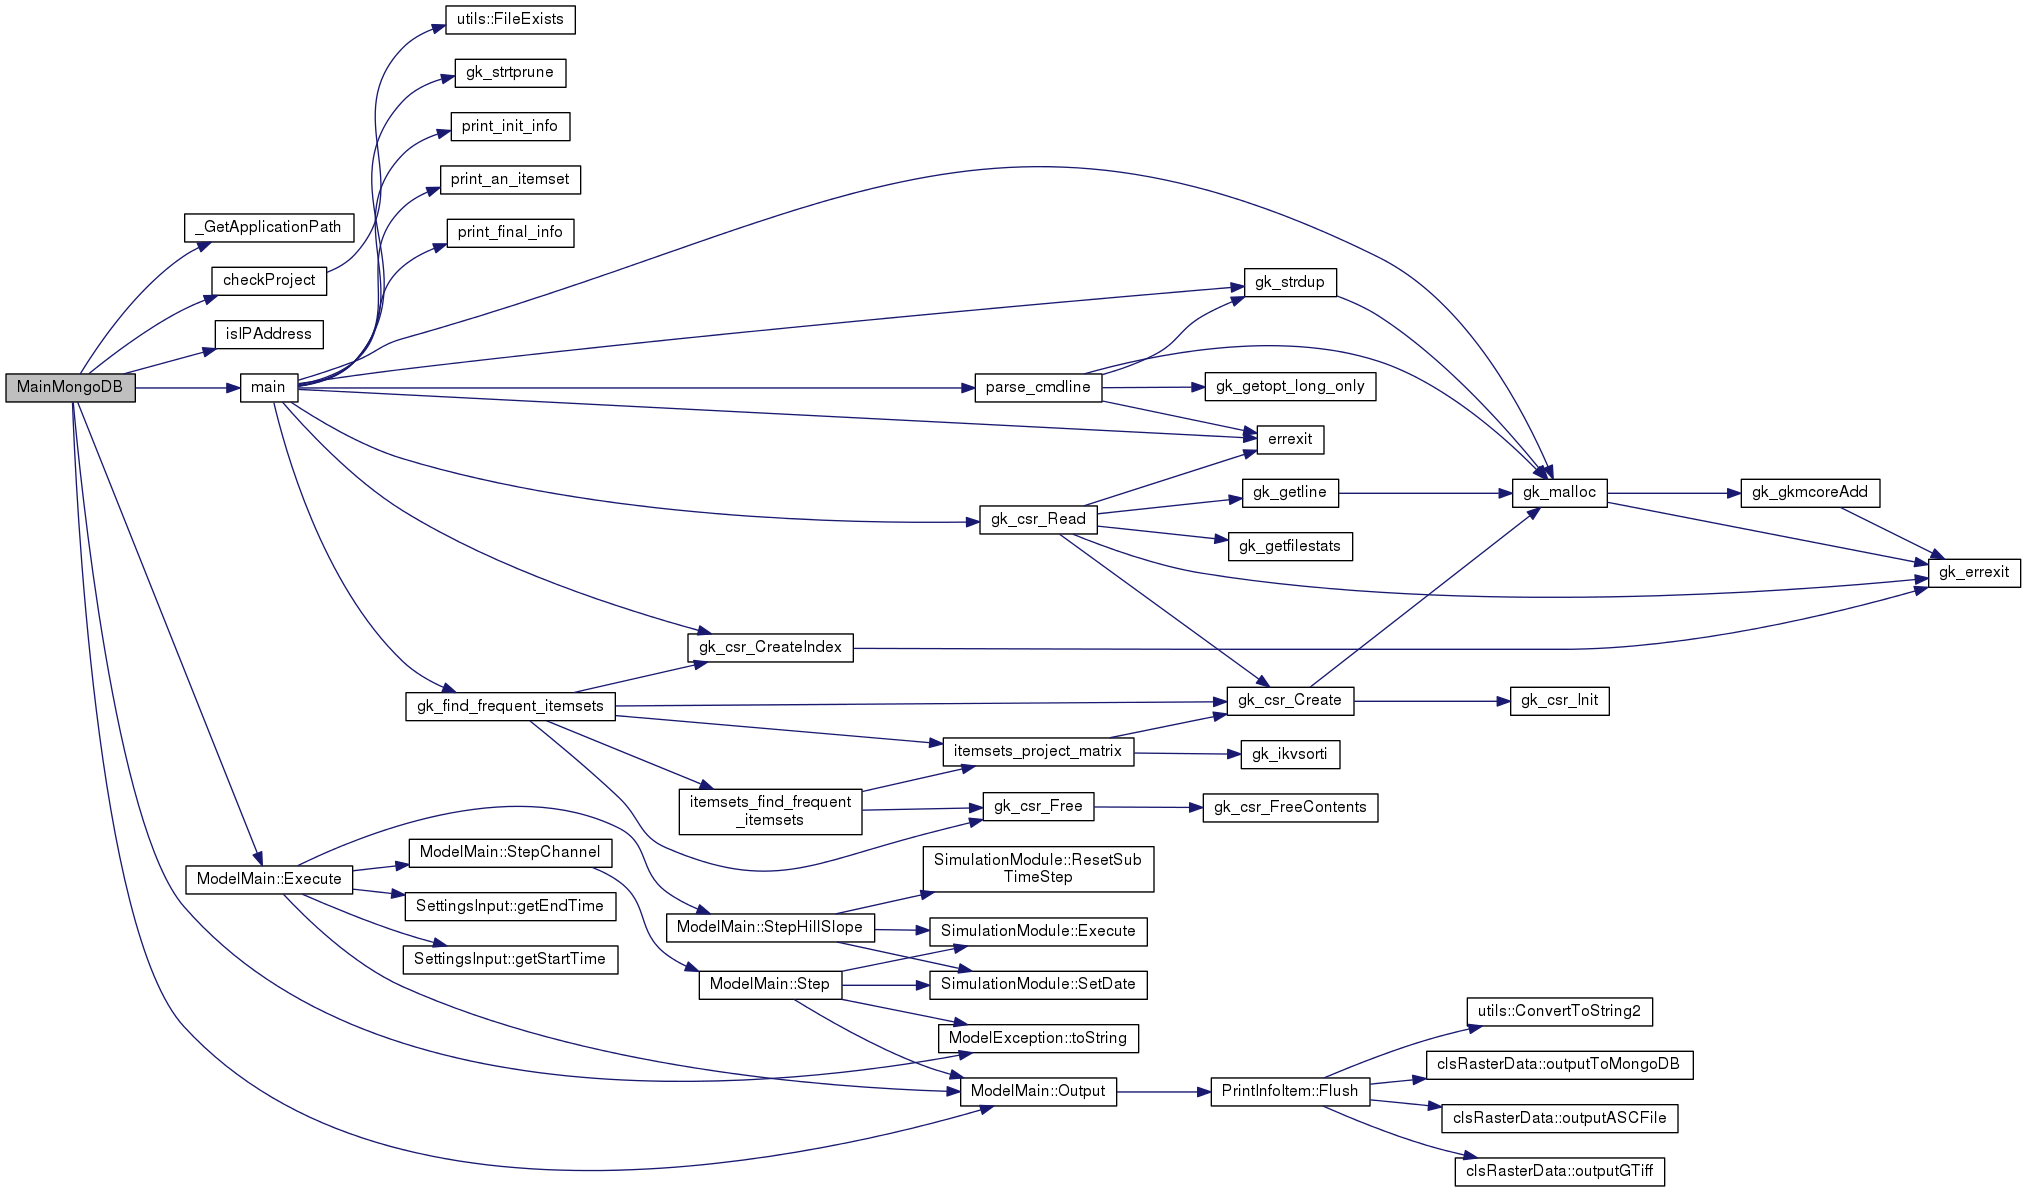 utils::FileExists
gk_strtprune
print_init_info
print_an_itemset
_GetApplicationPath
print_final_info
checkProject
gk_strdup
isIPAddress
MainMongoDB
main
parse_cmdline
gk_getopt_long_only
errexit
gk_getline
gk_malloc
gk_gkmcoreAdd
gk_csr_Read
gk_getfilestats
gk_errexit
gk_csr_CreateIndex
gk_find_frequent_itemsets
gk_csr_Create
gk_csr_Init
itemsets_project_matrix
gk_ikvsorti
itemsets_find_frequent
_itemsets
gk_csr_Free
gk_csr_FreeContents
ModelMain::StepChannel
SimulationModule::ResetSub
TimeStep
ModelMain::Execute
SettingsInput::getEndTime
ModelMain::StepHillSlope
SimulationModule::Execute
SettingsInput::getStartTime
ModelMain::Step
SimulationModule::SetDate
utils::ConvertToString2
ModelException::toString
clsRasterData::outputToMongoDB
ModelMain::Output
PrintInfoItem::Flush
clsRasterData::outputASCFile
clsRasterData::outputGTiff